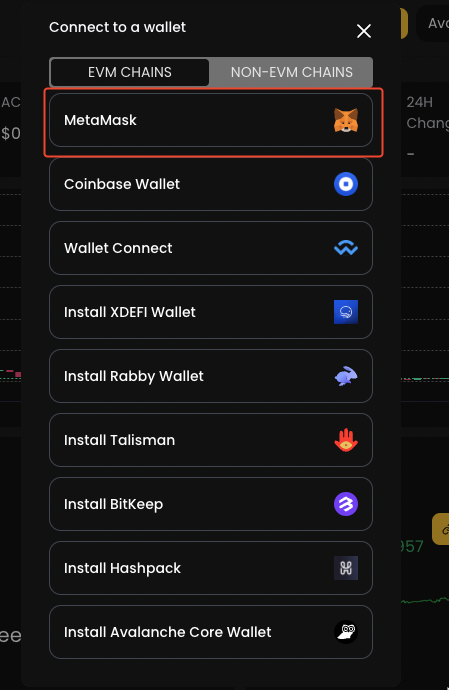 Connect to a wallet
Ava
EVM CHAINS
NON-EVM CHAINS
AC
$0
24H
Chang
-
MetaMask
Coinbase Wallet
Wallet Connect
Install XDEFI Wallet
Install Rabby Wallet
Install Talisman
Install BitKeep
957
Install Hashpack
Install Avalanche Core Wallet
ee